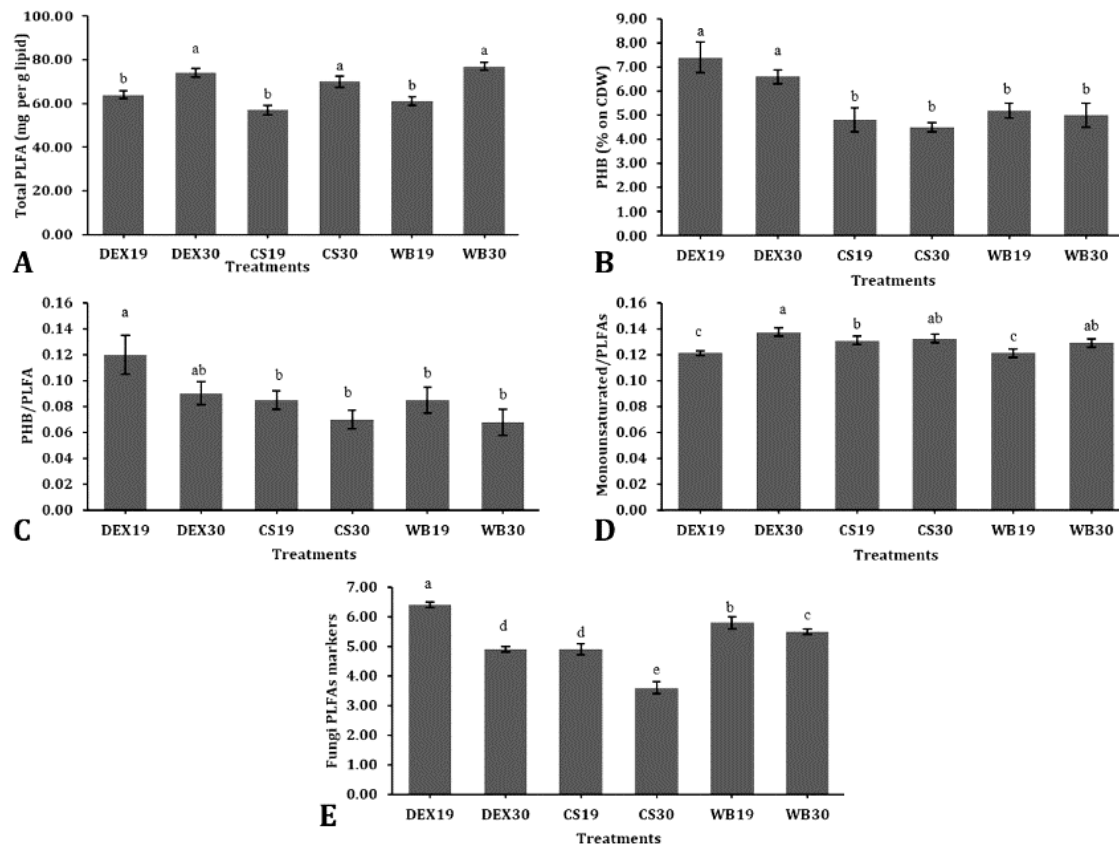 100.00
80.00
60.00
40.00
20.00
0.00
Total PLFA (mg per g lipid)
b a b a b a
DEX19 DEX30 CS19 CS30 WB19 WB30
Treatments
A
9.00
8.00
7.00
6.00
5.00
4.00
3.00
2.00
1.00
0.00
PHB (% on CDW)
a a b b b b
DEX19 DEX30 CS19 CS30 WB19 WB30
Treatments
B
0.16
0.14
0.12
0.10
0.08
0.06
0.04
0.02
0.00
PHB/PLFA
a ab b b b b
DEX19 DEX30 CS19 CS30 WB19 WB30
Treatments
C
0.16
0.14
0.12
0.10
0.08
0.06
0.04
0.02
0.00
Monounsaturated/PLFAs
c a b ab c ab
DEX19 DEX30 CS19 CS30 WB19 WB30
Treatments
D
7.00
6.00
5.00
4.00
3.00
2.00
1.00
0.00
Fungi PLFAs markers
a d d e b c
DEX19 DEX30 CS19 CS30 WB19 WB30
Treatments
E